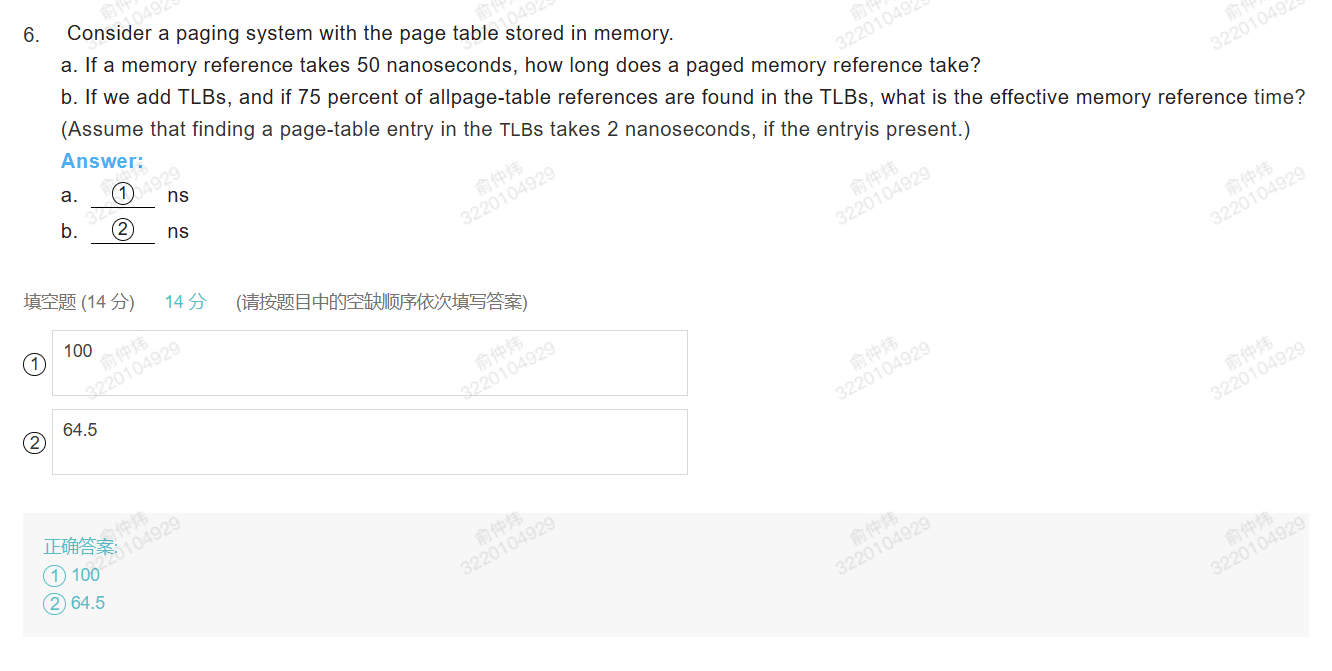 6. Consider a paging system with the page table stored in memory.
a. If a memory reference takes 50 nanoseconds, how long does a paged memory reference take?
b. If we add TLBs, and if 75 percent of allpage-table references are found in the TLBs, what is the effective memory reference time?
(Assume that finding a page-table entry in the TLBs takes 2 nanoseconds, if the entryis present.)
Answer:
a. ① ns
b. ② ns
填空题 (14 分) 14 分 (请按题目中的空缺顺序依次填写答案)
① 100
② 64.5
正确答案:
① 100
② 64.5
俞仲炜
3220104929